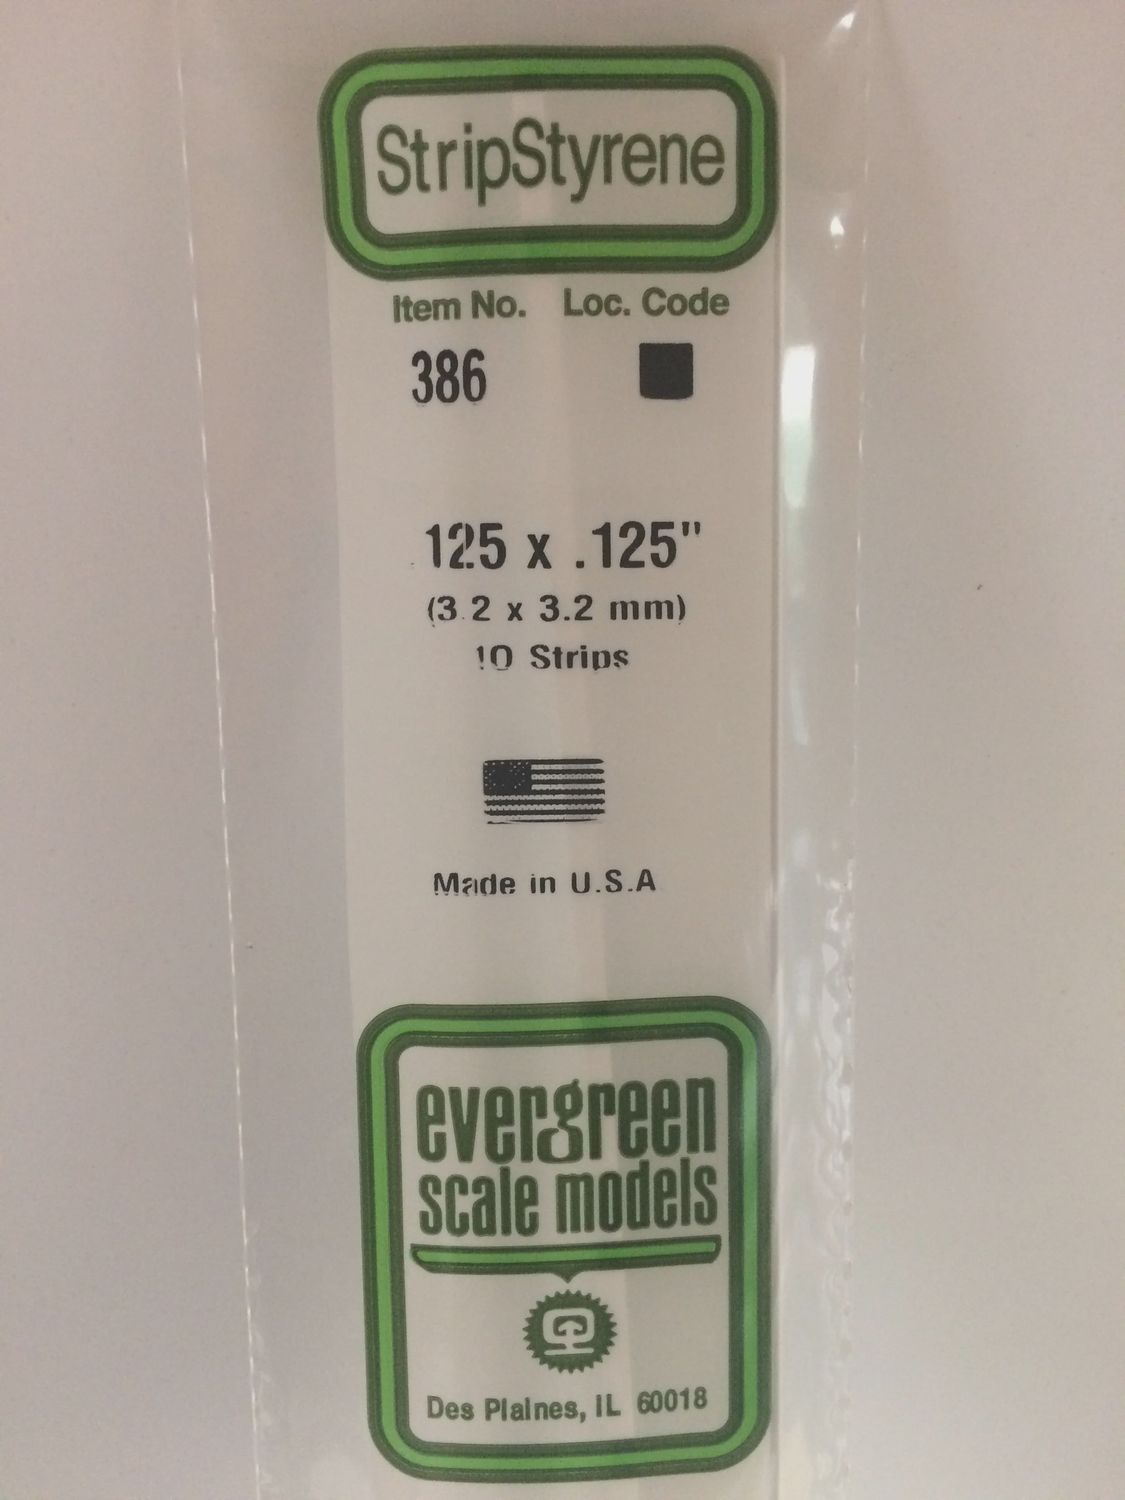 StripStyrene
Item No. Loc. Code
386
.125 x .125"
(3.2 x 3.2 mm)
10 Strips
Made in U.S.A
evergreen
scale models
Des Plaines, IL 60018